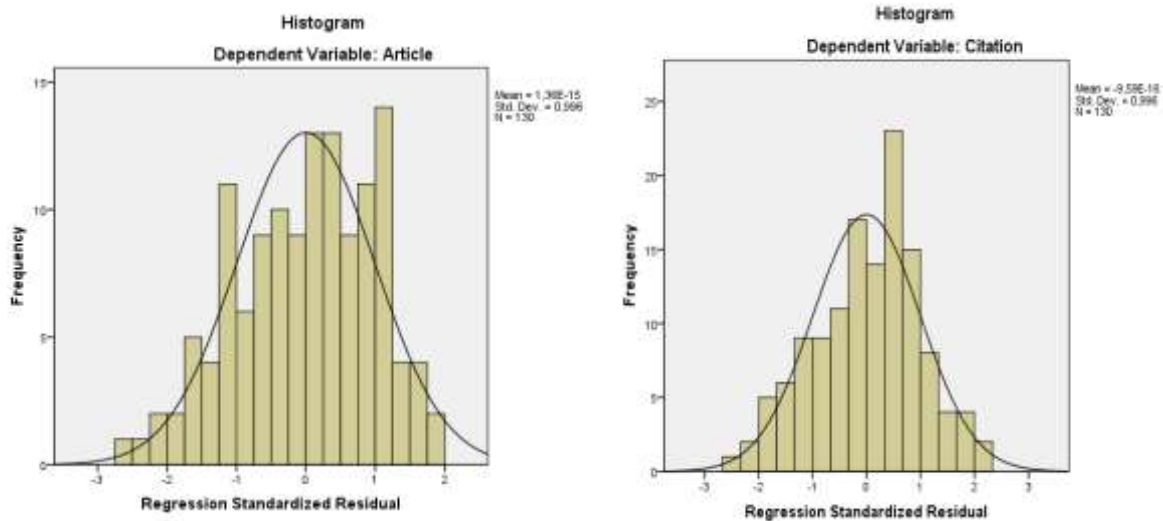 Histogram
Dependent Variable: Article
Mean = 1,36E-15
Std. Dev. = 0,996
N = 130
Frequency
15
10
5
0
-3 -2 -1 0 1 2
Regression Standardized Residual
Histogram
Dependent Variable: Citation
Mean = -9,59E-16
Std. Dev. = 0,996
N = 130
Frequency
25
20
15
10
5
0
-3 -2 -1 0 1 2 3
Regression Standardized Residual